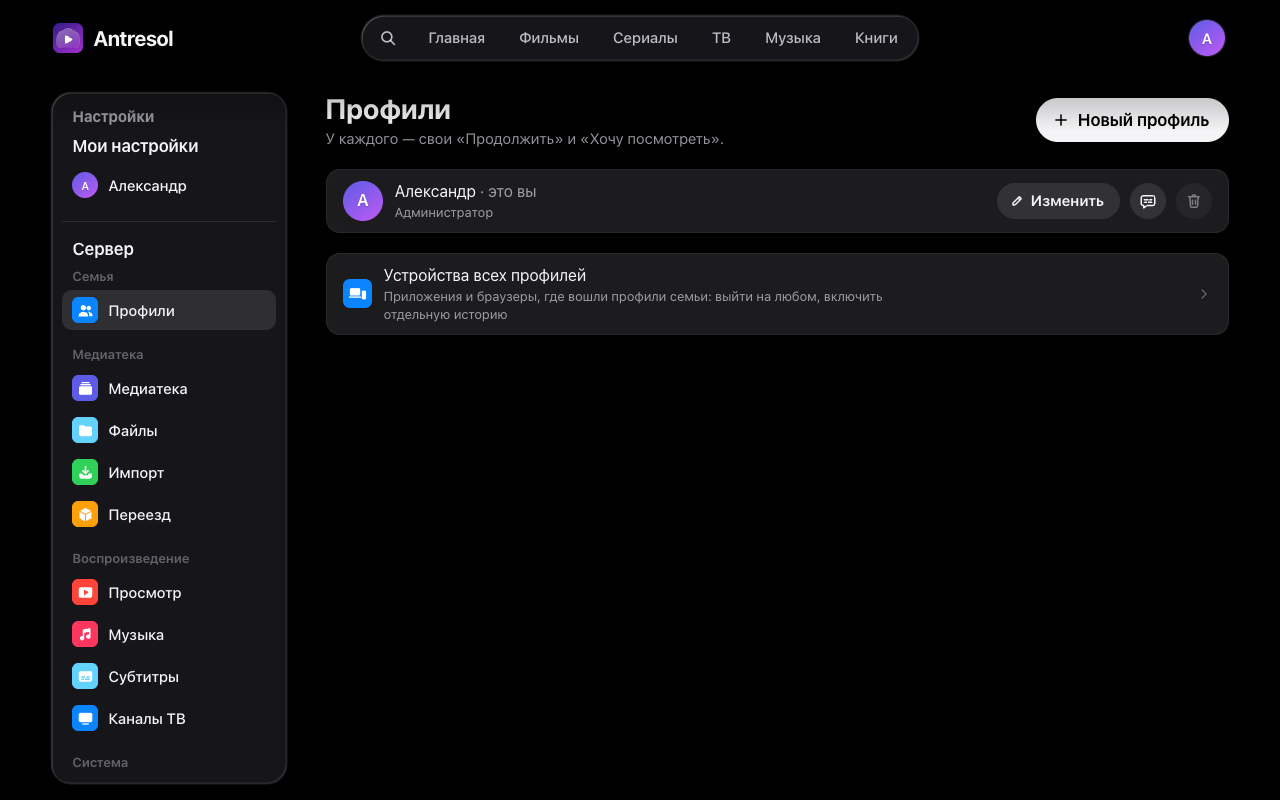 Antresol
Главная
Фильмы
Сериалы
ТВ
Музыка
Книги
A
Настройки
Мои настройки
A
Александр
Сервер
Семья
Профили
Медиатека
Медиатека
Файлы
Импорт
Переезд
Воспроизведение
Просмотр
Музыка
Субтитры
Каналы ТВ
Система
Профили
У каждого — свои «Продолжить» и «Хочу посмотреть».
Новый профиль
A
Александр · это вы
Администратор
Изменить
Устройства всех профилей
Приложения и браузеры, где вошли профили семьи: выйти на любом, включить
отдельную историю